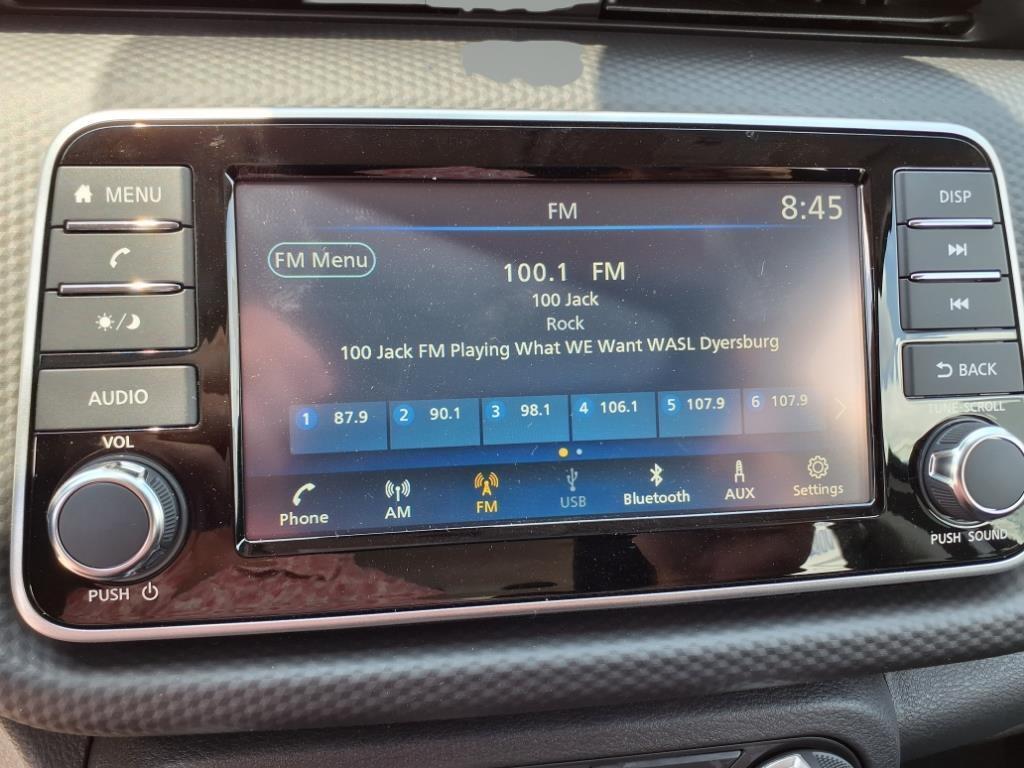 MENU
AUDIO
VOL
PUSH
FM
8:45
FM Menu
100.1 FM
100 Jack
Rock
100 Jack FM Playing What WE Want WASL Dyersburg
1 87.9 2 90.1 3 98.1 4 106.1 5 107.9 6 107.9
Phone AM FM USB Bluetooth AUX Settings
DISP
BACK
TUNE-SCROLL
PUSH SOUND